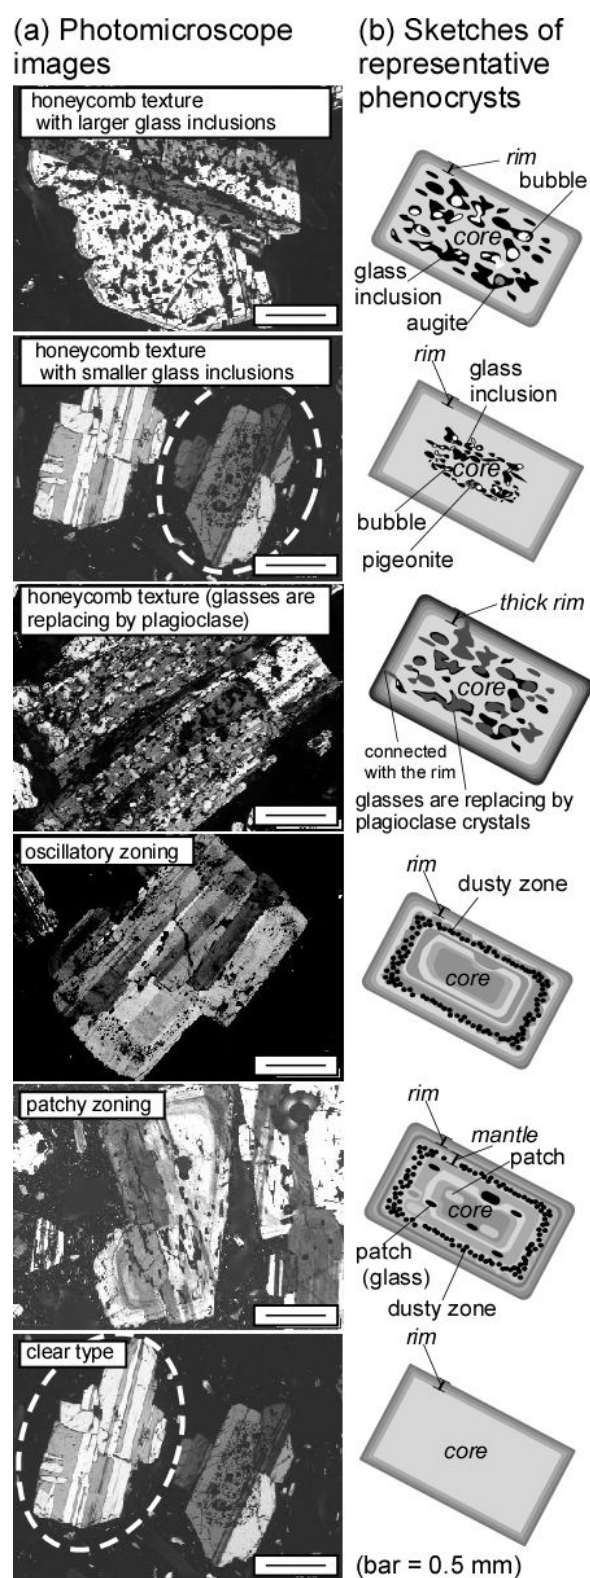 (a) Photomicroscope
images
(b) Sketches of
representative
phenocrysts
honeycomb texture
with larger glass inclusions
rim
bubble
core
glass
inclusion
augite
honeycomb texture
with smaller glass inclusions
rim
glass
inclusion
core
bubble
pigeonite
honeycomb texture (glasses are
replacing by plagioclase)
thick rim
core
connected
with the rim
glasses are replacing by
plagioclase crystals
oscillatory zoning
rim
dusty zone
core
patchy zoning
rim
mantle
patch
core
patch
(glass)
dusty zone
clear type
rim
core
(bar = 0.5 mm)